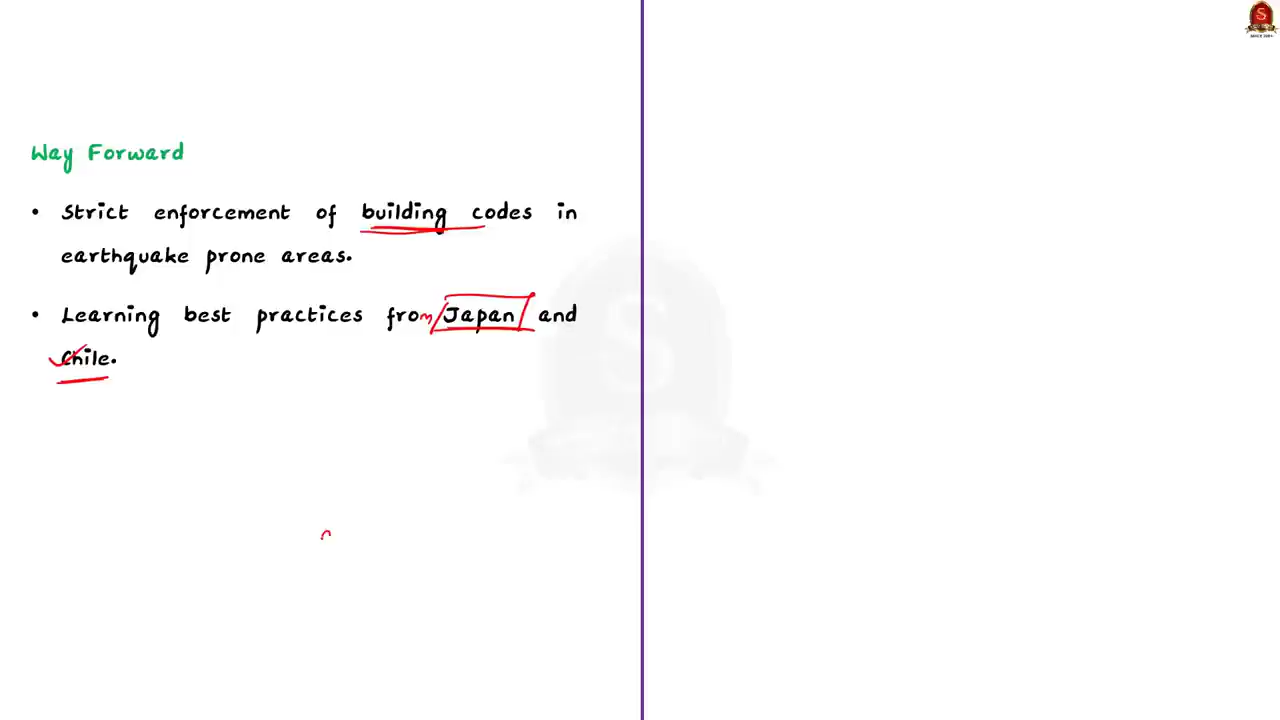 Way Forward
• Strict enforcement of building codes in
earthquake prone areas.
• Learning best practices from Japan and
Chile.
S